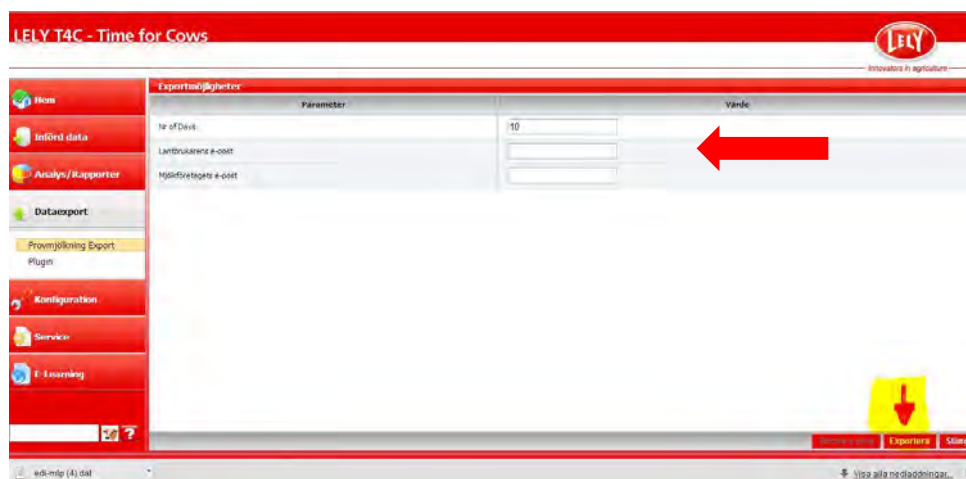 LELY T4C - Time for Cows
LELY
Innovators in agriculture
Hem
Införd data
Analys/Rapporter
Dataexport
Provmjölkning Export
Plugin
Konfiguration
Service
E-Learning
?
Exportmöjligheter
Parameter Värde
Nr of Days 10
Lantbrukarens e-post
Mjölkföretagets e-post
Exportera
edi-mlp (4).dat
Visa alla nedladdningar...